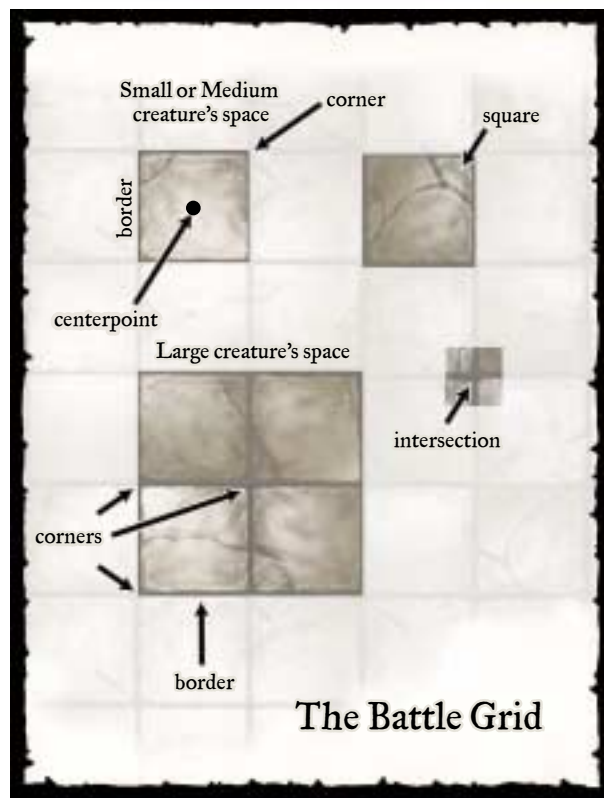 Small or Medium
creature's space
corner
square
border
centerpoint
Large creature's space
intersection
corners
border
The Battle Grid